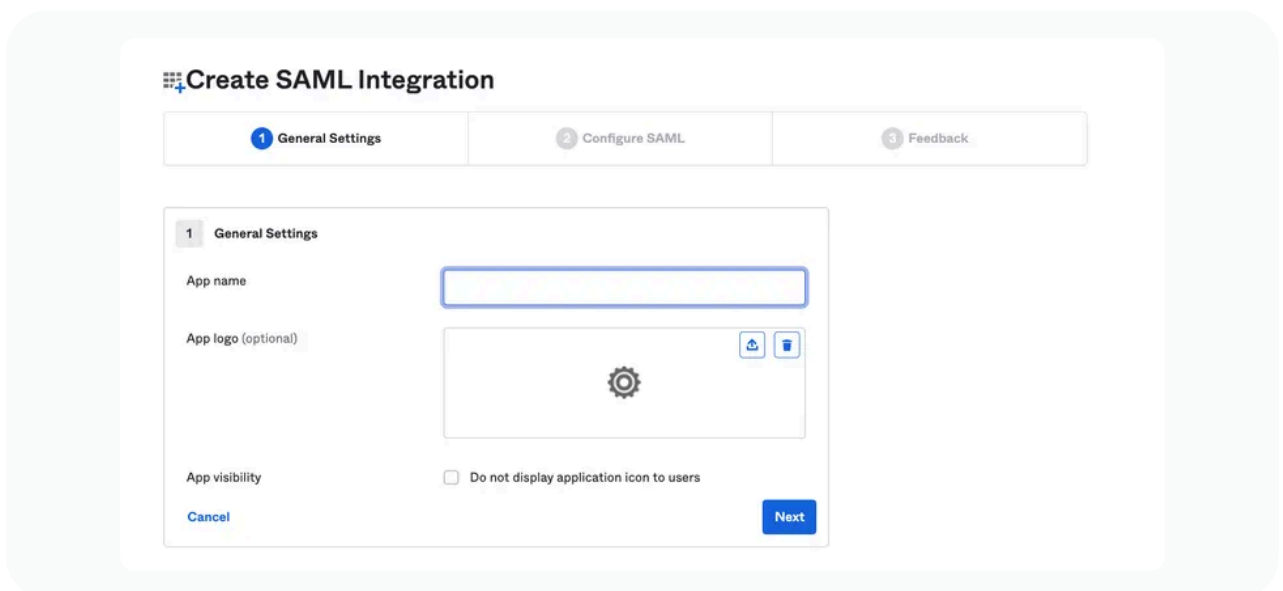 Create SAML Integration
1 General Settings
2 Configure SAML
3 Feedback
1 General Settings
App name
App logo (optional)
App visibility
Do not display application icon to users
Cancel
Next